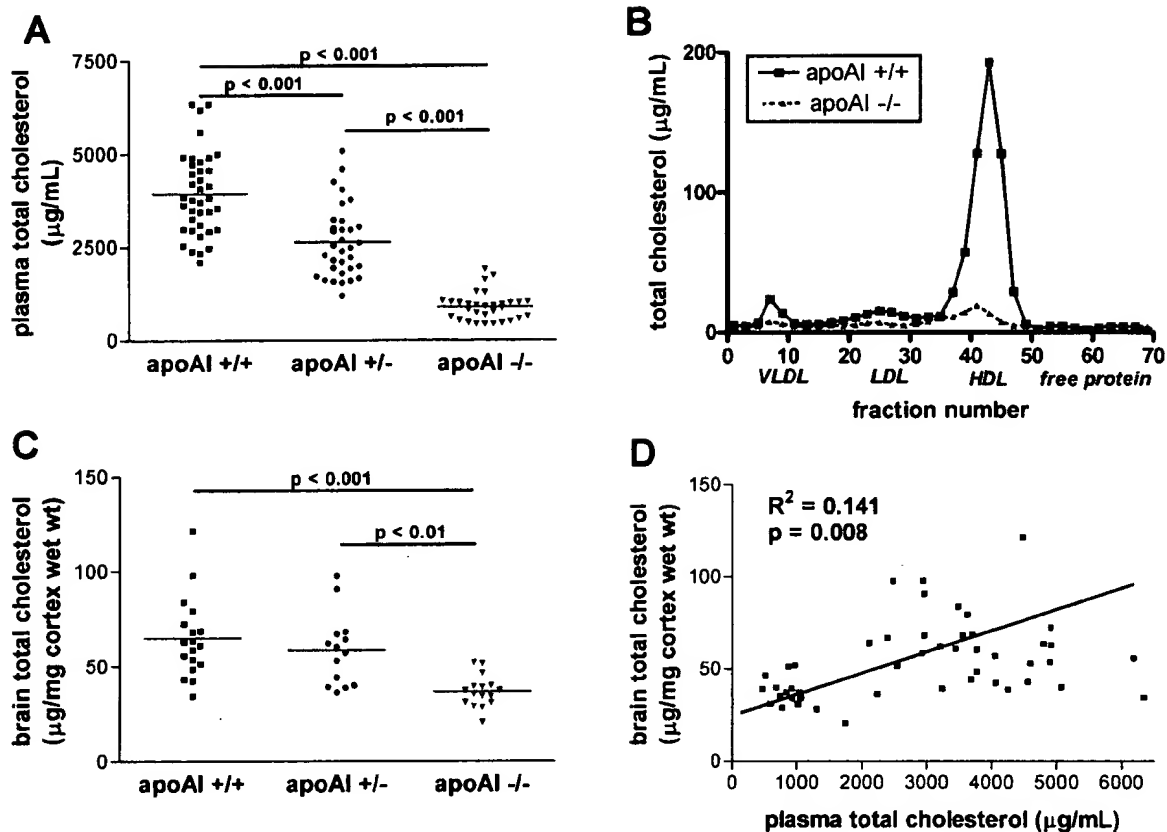 A
7500
5000
2500
0
plasma total cholesterol
(µg/mL)
p < 0.001
p < 0.001
p < 0.001
apoAI +/+
apoAI +/-
apoAI -/-
B
200
100
0
total cholesterol (µg/mL)
apoAI +/+
apoAI -/-
0 10 20 30 40 50 60 70
VLDL LDL HDL free protein
fraction number
C
150
100
50
0
brain total cholesterol
(µg/mg cortex wet wt)
p < 0.001
p < 0.01
apoAI +/+
apoAI +/-
apoAI -/-
D
150
100
50
0
brain total cholesterol
(µg/mg cortex wet wt)
R² = 0.141
p = 0.008
0 1000 2000 3000 4000 5000 6000
plasma total cholesterol (µg/mL)